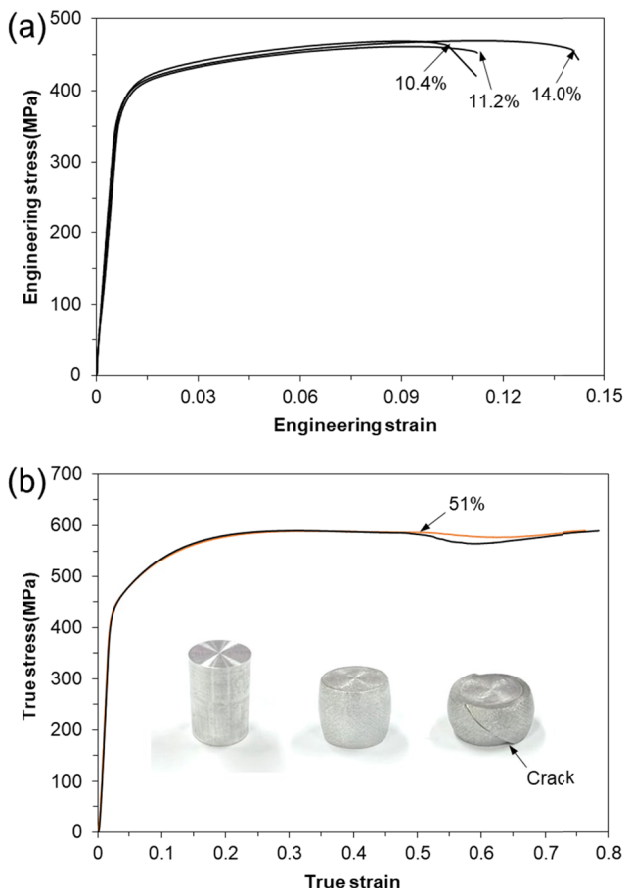 (a)
500
400
300
200
100
0
Engineering stress(MPa)
10.4%
11.2%
14.0%
0 0.03 0.06 0.09 0.12 0.15
Engineering strain
(b)
700
600
500
400
300
200
100
0
True stress(MPa)
51%
Crack
0 0.1 0.2 0.3 0.4 0.5 0.6 0.7 0.8
True strain